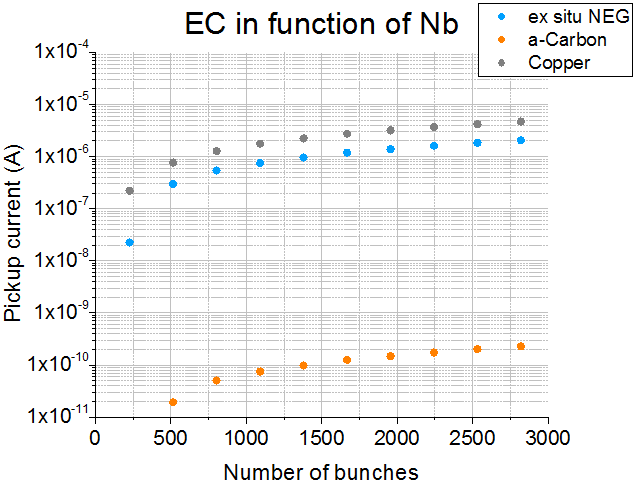 EC in function of Nb
ex situ NEG
a-Carbon
Copper
1x10⁻⁴
1x10⁻⁵
1x10⁻⁶
1x10⁻⁷
1x10⁻⁸
1x10⁻⁹
1x10⁻¹⁰
1x10⁻¹¹
Pickup current (A)
0 500 1000 1500 2000 2500 3000
Number of bunches